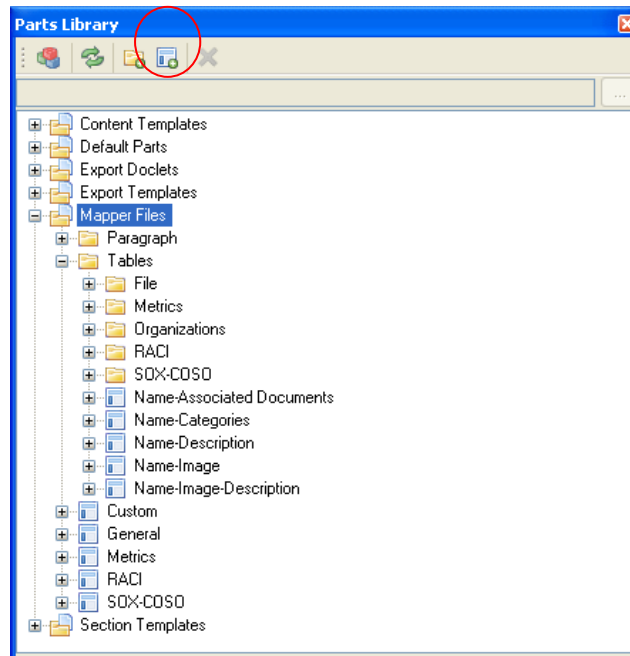 Parts Library
...
Content Templates
Default Parts
Export Doclets
Export Templates
Mapper Files
Paragraph
Tables
File
Metrics
Organizations
RACI
SOX-COSO
Name-Associated Documents
Name-Categories
Name-Description
Name-Image
Name-Image-Description
Custom
General
Metrics
RACI
SOX-COSO
Section Templates